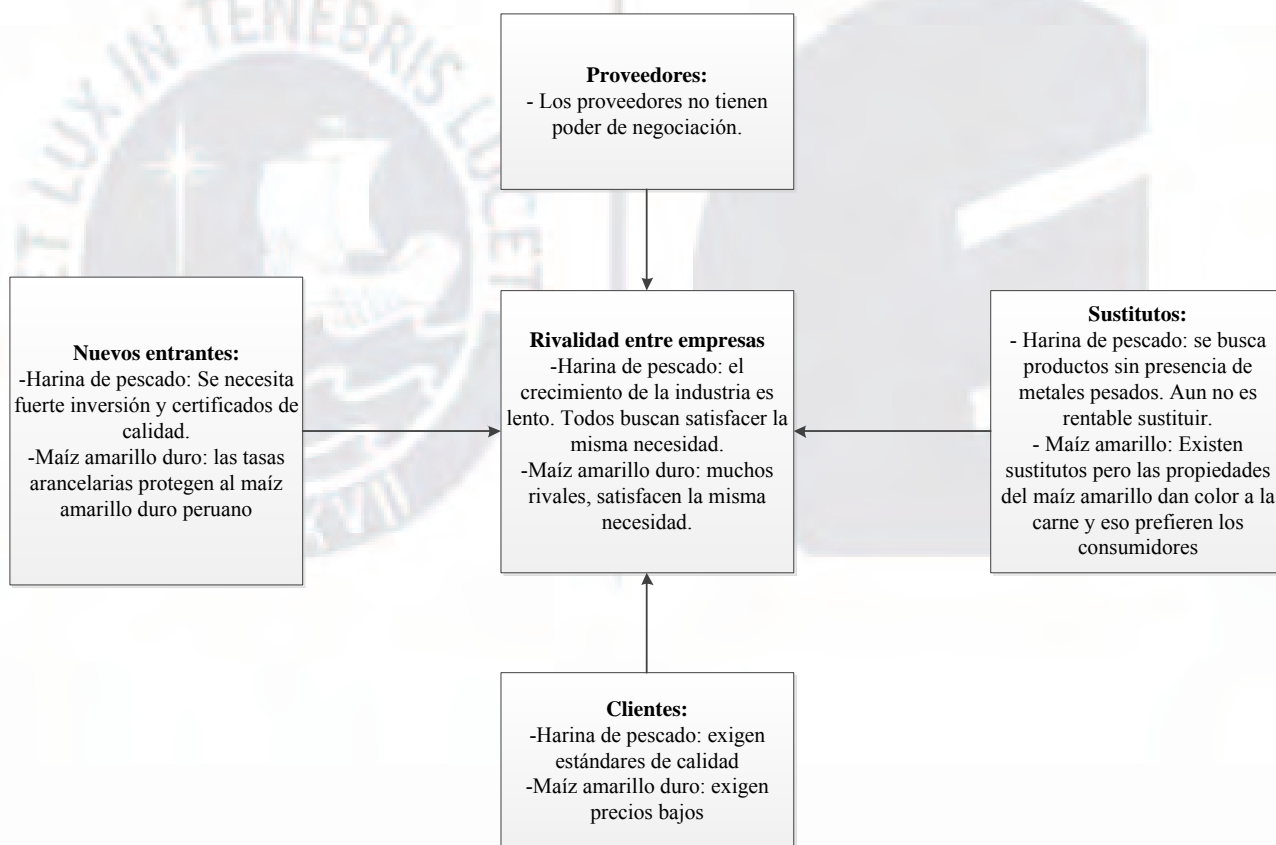 ET LUX IN TENEBRIS LUCET
Proveedores:
- Los proveedores no tienen
poder de negociación.
Nuevos entrantes:
-Harina de pescado: Se necesita
fuerte inversión y certificados de
calidad.
-Maíz amarillo duro: las tasas
arancelarias protegen al maíz
amarillo duro peruano
Rivalidad entre empresas
-Harina de pescado: el
crecimiento de la industria es
lento. Todos buscan satisfacer la
misma necesidad.
-Maíz amarillo duro: muchos
rivales, satisfacen la misma
necesidad.
Sustitutos:
- Harina de pescado: se busca
productos sin presencia de
metales pesados. Aun no es
rentable sustituir.
- Maíz amarillo: Existen
sustitutos pero las propiedades
del maíz amarillo dan color a la
carne y eso prefieren los
consumidores
Clientes:
-Harina de pescado: exigen
estándares de calidad
-Maíz amarillo duro: exigen
precios bajos